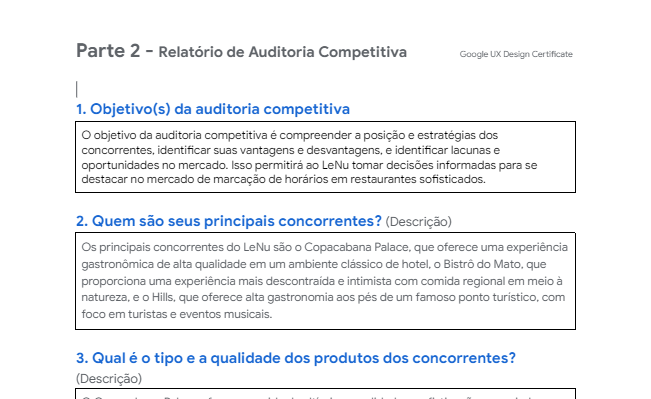 Parte 2 - Relatório de Auditoria Competitiva
Google UX Design Certificate
1. Objetivo(s) da auditoria competitiva
O objetivo da auditoria competitiva é compreender a posição e estratégias dos
concorrentes, identificar suas vantagens e desvantagens, e identificar lacunas e
oportunidades no mercado. Isso permitirá ao LeNu tomar decisões informadas para se
destacar no mercado de marcação de horários em restaurantes sofisticados.
2. Quem são seus principais concorrentes? (Descrição)
Os principais concorrentes do LeNu são o Copacabana Palace, que oferece uma experiência
gastronômica de alta qualidade em um ambiente clássico de hotel, o Bistrô do Mato, que
proporciona uma experiência mais descontraída e intimista com comida regional em meio à
natureza, e o Hills, que oferece alta gastronomia aos pés de um famoso ponto turístico, com
foco em turistas e eventos musicais.
3. Qual é o tipo e a qualidade dos produtos dos concorrentes?
(Descrição)